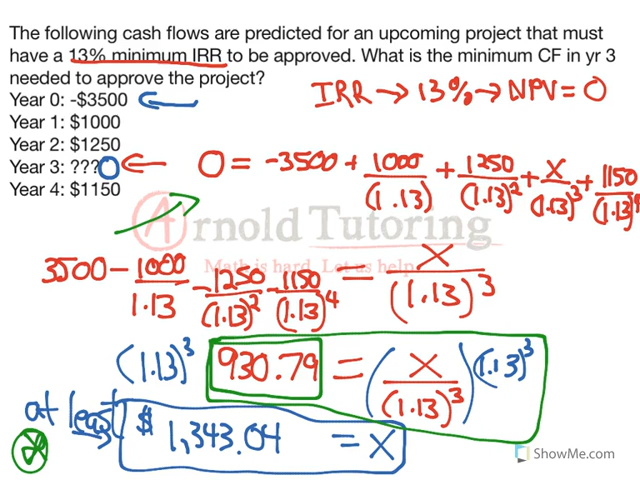 The following cash flows are predicted for an upcoming project that must
have a 13% minimum IRR to be approved. What is the minimum CF in yr 3
needed to approve the project?
IRR → 13% → NPV = 0
Year 0: -$3500
Year 1: $1000
Year 2: $1250
Year 3: ???
Year 4: $1150
0 = -3500 + 1000/(1.13) + 1250/(1.13)² + X/(1.13)³ + 1150/(1.13)⁴
Arnold Tutoring
Math is hard. Let us help.
3500 - 1000/1.13 - 1250/(1.13)² - 1150/(1.13)⁴ = X/(1.13)³
(1.13)³ 930.79 = (X/(1.13)³)(1.13)³
at least $1,343.04 = X
ShowMe.com